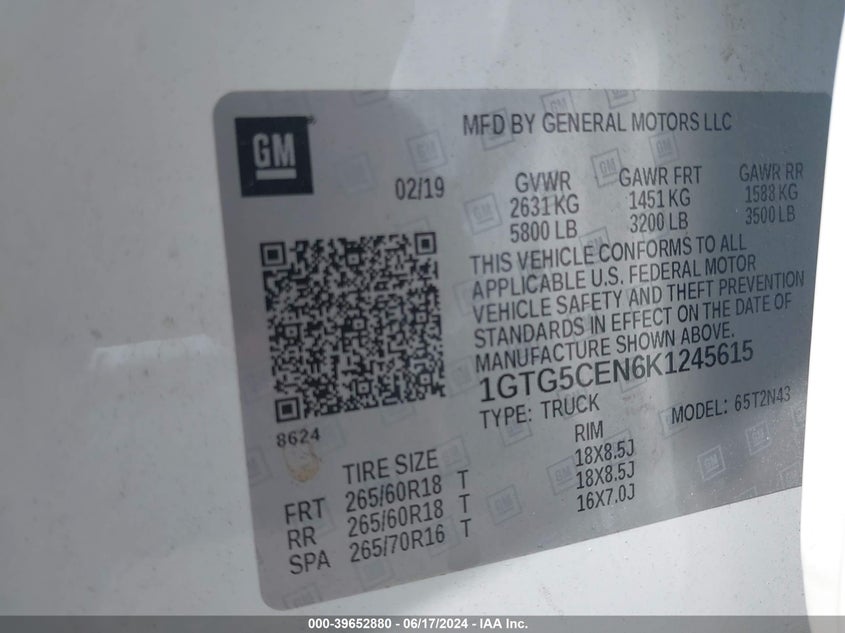 GM
MFD BY GENERAL MOTORS LLC
02/19
GVWR GAWR FRT GAWR RR
2631 KG 1451 KG 1588 KG
5800 LB 3200 LB 3500 LB
THIS VEHICLE CONFORMS TO ALL
APPLICABLE U.S. FEDERAL MOTOR
VEHICLE SAFETY AND THEFT PREVENTION
STANDARDS IN EFFECT ON THE DATE OF
MANUFACTURE SHOWN ABOVE.
1GTG5CEN6K1245615
TYPE: TRUCK MODEL: 65T2N43
8624
TIRE SIZE RIM
FRT 265/60R18 T 18X8.5J
RR 265/60R18 T 18X8.5J
SPA 265/70R16 T 16X7.0J
000-39652880 - 06/17/2024 - IAA Inc.